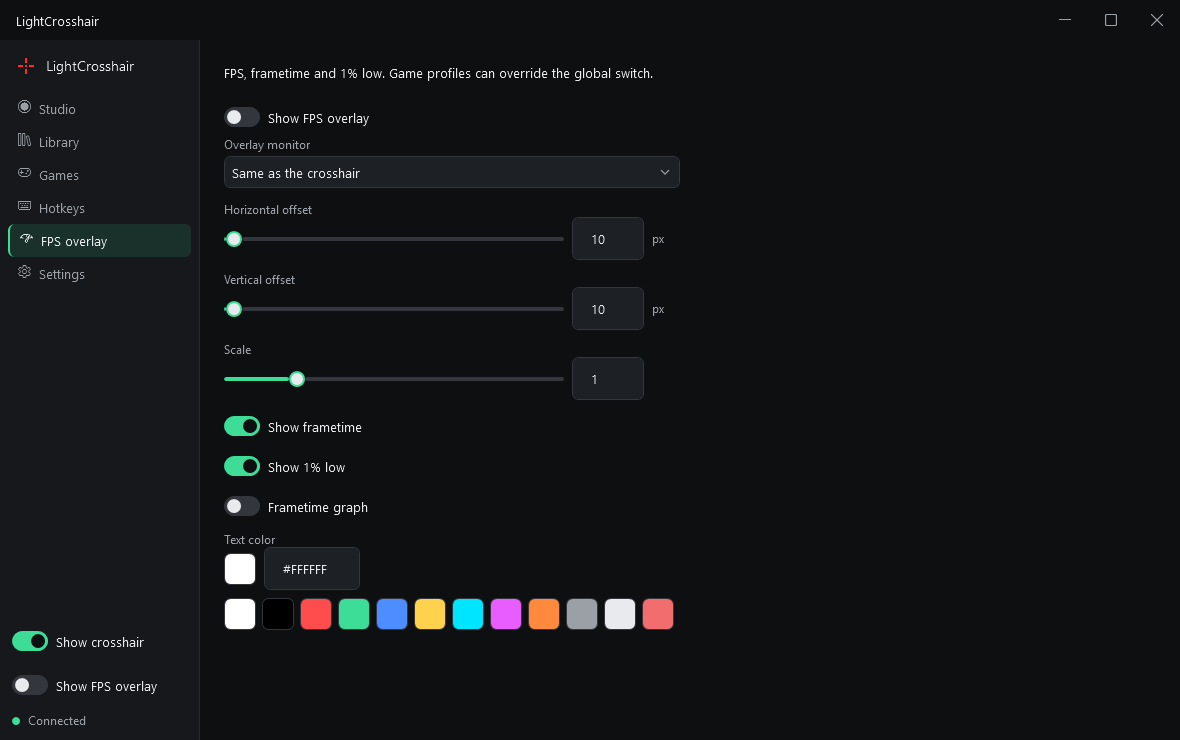 LightCrosshair
LightCrosshair
Studio
Library
Games
Hotkeys
FPS overlay
Settings
Show crosshair
Show FPS overlay
Connected
FPS, frametime and 1% low. Game profiles can override the global switch.
Show FPS overlay
Overlay monitor
Same as the crosshair
Horizontal offset
10 px
Vertical offset
10 px
Scale
1
Show frametime
Show 1% low
Frametime graph
Text color
#FFFFFF